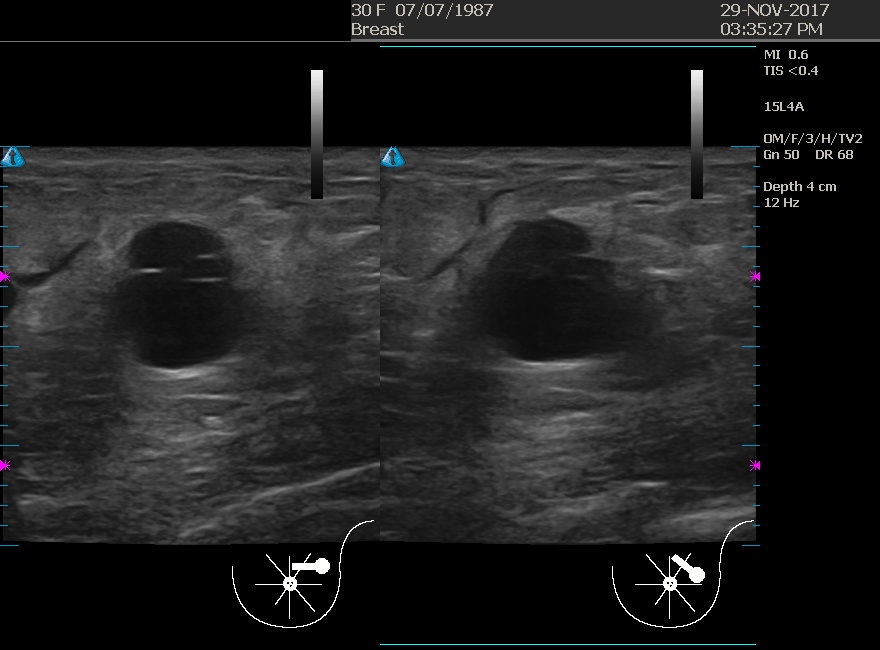 30 F 07/07/1987
Breast
29-NOV-2017
03:35:27 PM
MI 0.6
TIS <0.4
15L4A
OM/F/3/H/TV2
Gn 50 DR 68
Depth 4 cm
12 Hz